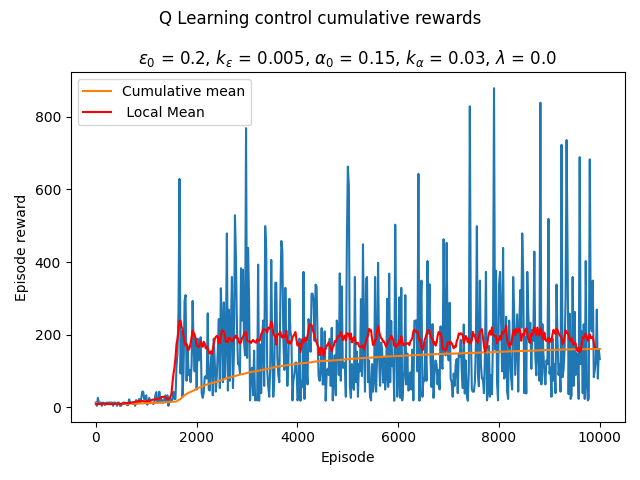 Q Learning control cumulative rewards
ε₀ = 0.2, kε = 0.005, α₀ = 0.15, kα = 0.03, λ = 0.0
Cumulative mean
Local Mean
Episode reward
800
600
400
200
0
0 2000 4000 6000 8000 10000
Episode